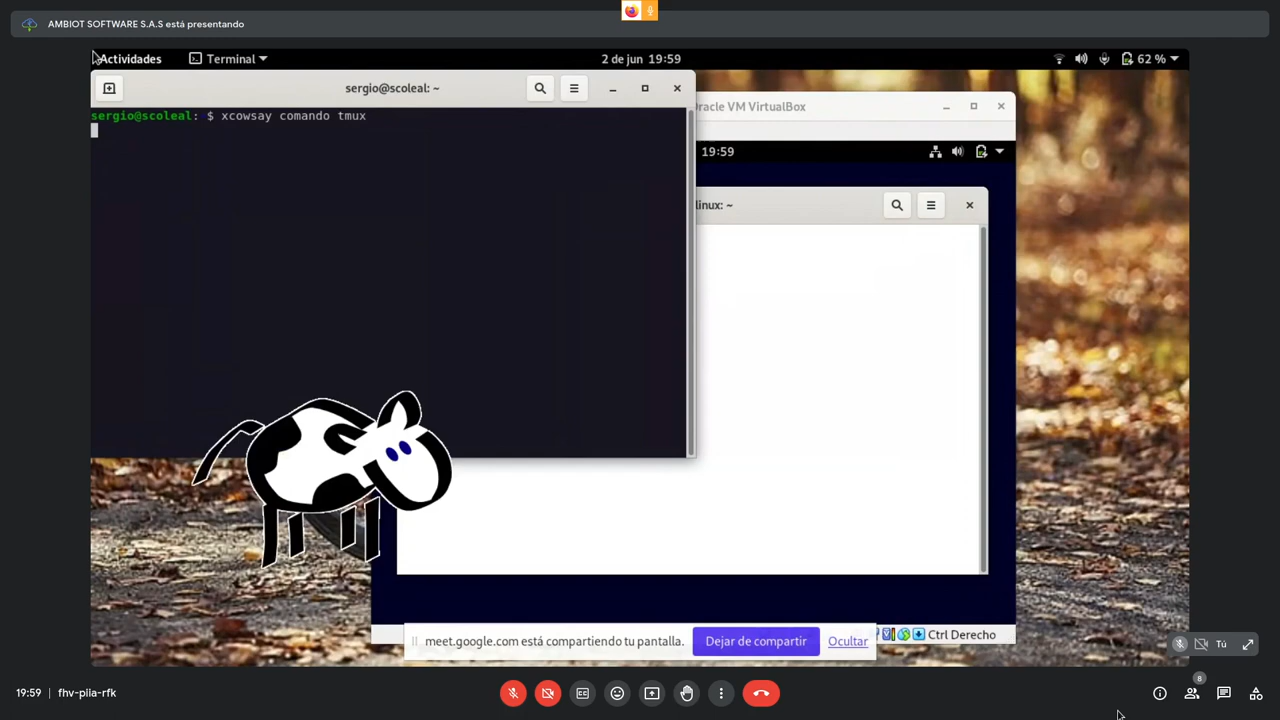 AMBIOT SOFTWARE S.A.S está presentando
Actividades
Terminal
2 de jun 19:59
62 %
sergio@scoleal: ~
Oracle VM VirtualBox
sergio@scoleal: $ xcowsay comando tmux
19:59
linux: ~
Ctrl Derecho
meet.google.com está compartiendo tu pantalla.
Dejar de compartir
Ocultar
Tú
19:59
fhv-piia-rfk
8